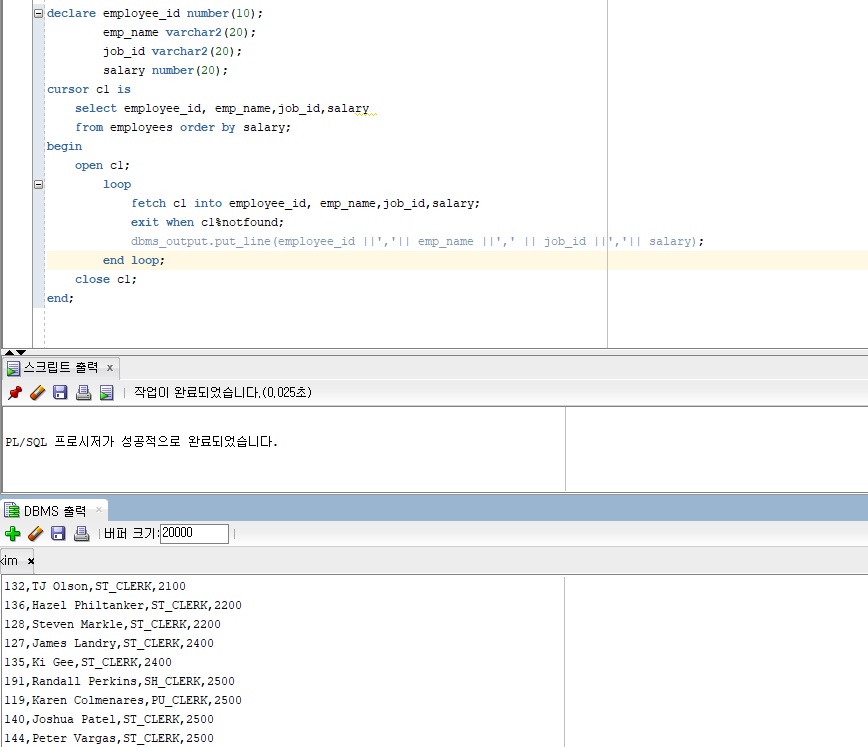 declare employee_id number(10);
emp_name varchar2(20);
job_id varchar2(20);
salary number(20);
cursor c1 is
select employee_id, emp_name,job_id,salary
from employees order by salary;
begin
open c1;
loop
fetch c1 into employee_id, emp_name,job_id,salary;
exit when c1%notfound;
dbms_output.put_line(employee_id ||','|| emp_name ||',' || job_id ||','|| salary);
end loop;
close c1;
end;
스크립트 출력 x
작업이 완료되었습니다.(0.025초)
PL/SQL 프로시저가 성공적으로 완료되었습니다.
DBMS 출력 x
버퍼 크기:20000
kim x
132,TJ Olson,ST_CLERK,2100
136,Hazel Philtanker,ST_CLERK,2200
128,Steven Markle,ST_CLERK,2200
127,James Landry,ST_CLERK,2400
135,Ki Gee,ST_CLERK,2400
191,Randall Perkins,SH_CLERK,2500
119,Karen Colmenares,PU_CLERK,2500
140,Joshua Patel,ST_CLERK,2500
144,Peter Vargas,ST_CLERK,2500